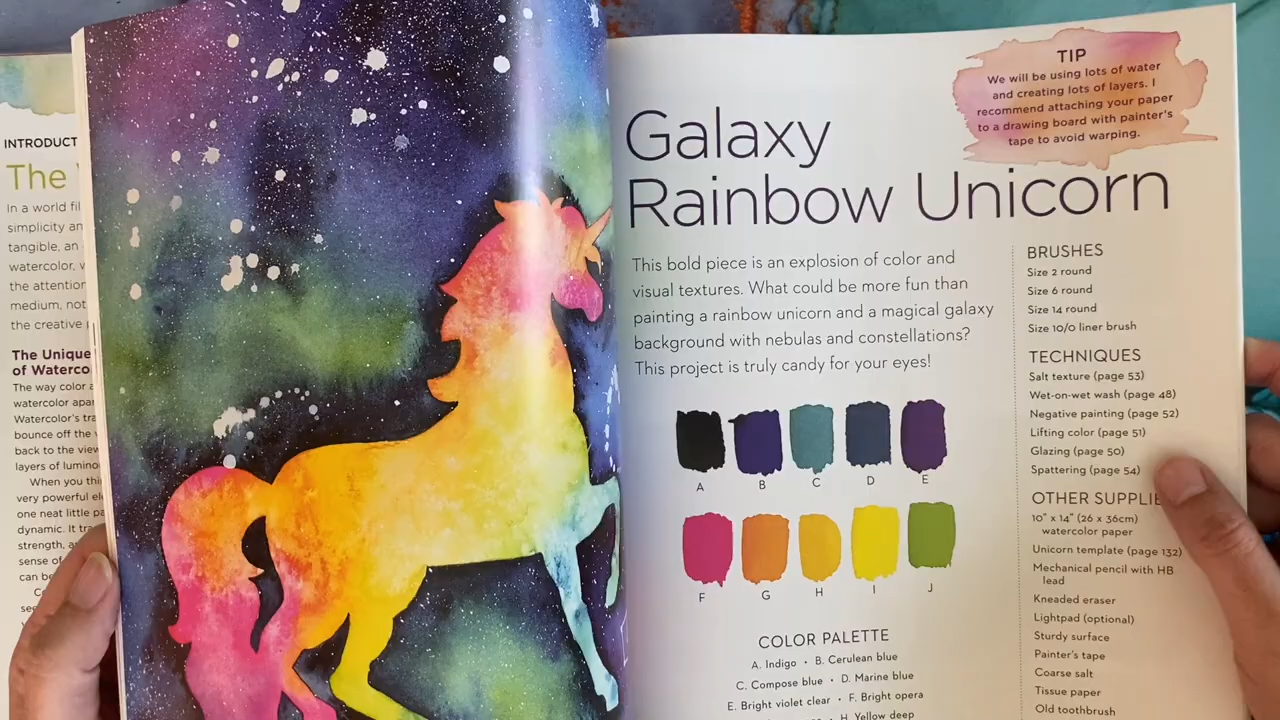 INTRODUCT
The
In a world fil
simplicity an
tangible, an
watercolor,
the attention
medium, not
the creative
The Unique
of Waterco
The way color a
watercolor apar
Watercolor's tra
bounce off the
back to the view
layers of lumino
When you thi
very powerful el
one neat little pa
dynamic. It tra
strength,
sense of
can be
TIP
We will be using lots of water
and creating lots of layers. I
recommend attaching your paper
to a drawing board with painter's
tape to avoid warping.
Galaxy
Rainbow Unicorn
This bold piece is an explosion of color and
visual textures. What could be more fun than
painting a rainbow unicorn and a magical galaxy
background with nebulas and constellations?
This project is truly candy for your eyes!
A B C D E
F G H I J
COLOR PALETTE
A. Indigo • B. Cerulean blue
C. Compose blue • D. Marine blue
E. Bright violet clear • F. Bright opera
H. Yellow deep
BRUSHES
Size 2 round
Size 6 round
Size 14 round
Size 10/0 liner brush
TECHNIQUES
Salt texture (page 53)
Wet-on-wet wash (page 48)
Negative painting (page 52)
Lifting color (page 51)
Glazing (page 50)
Spattering (page 54)
OTHER SUPPLIE
10" x 14" (26 x 36cm)
watercolor paper
Unicorn template (page 132)
Mechanical pencil with HB
lead
Kneaded eraser
Lightpad (optional)
Sturdy surface
Painter's tape
Coarse salt
Tissue paper
Old toothbrush